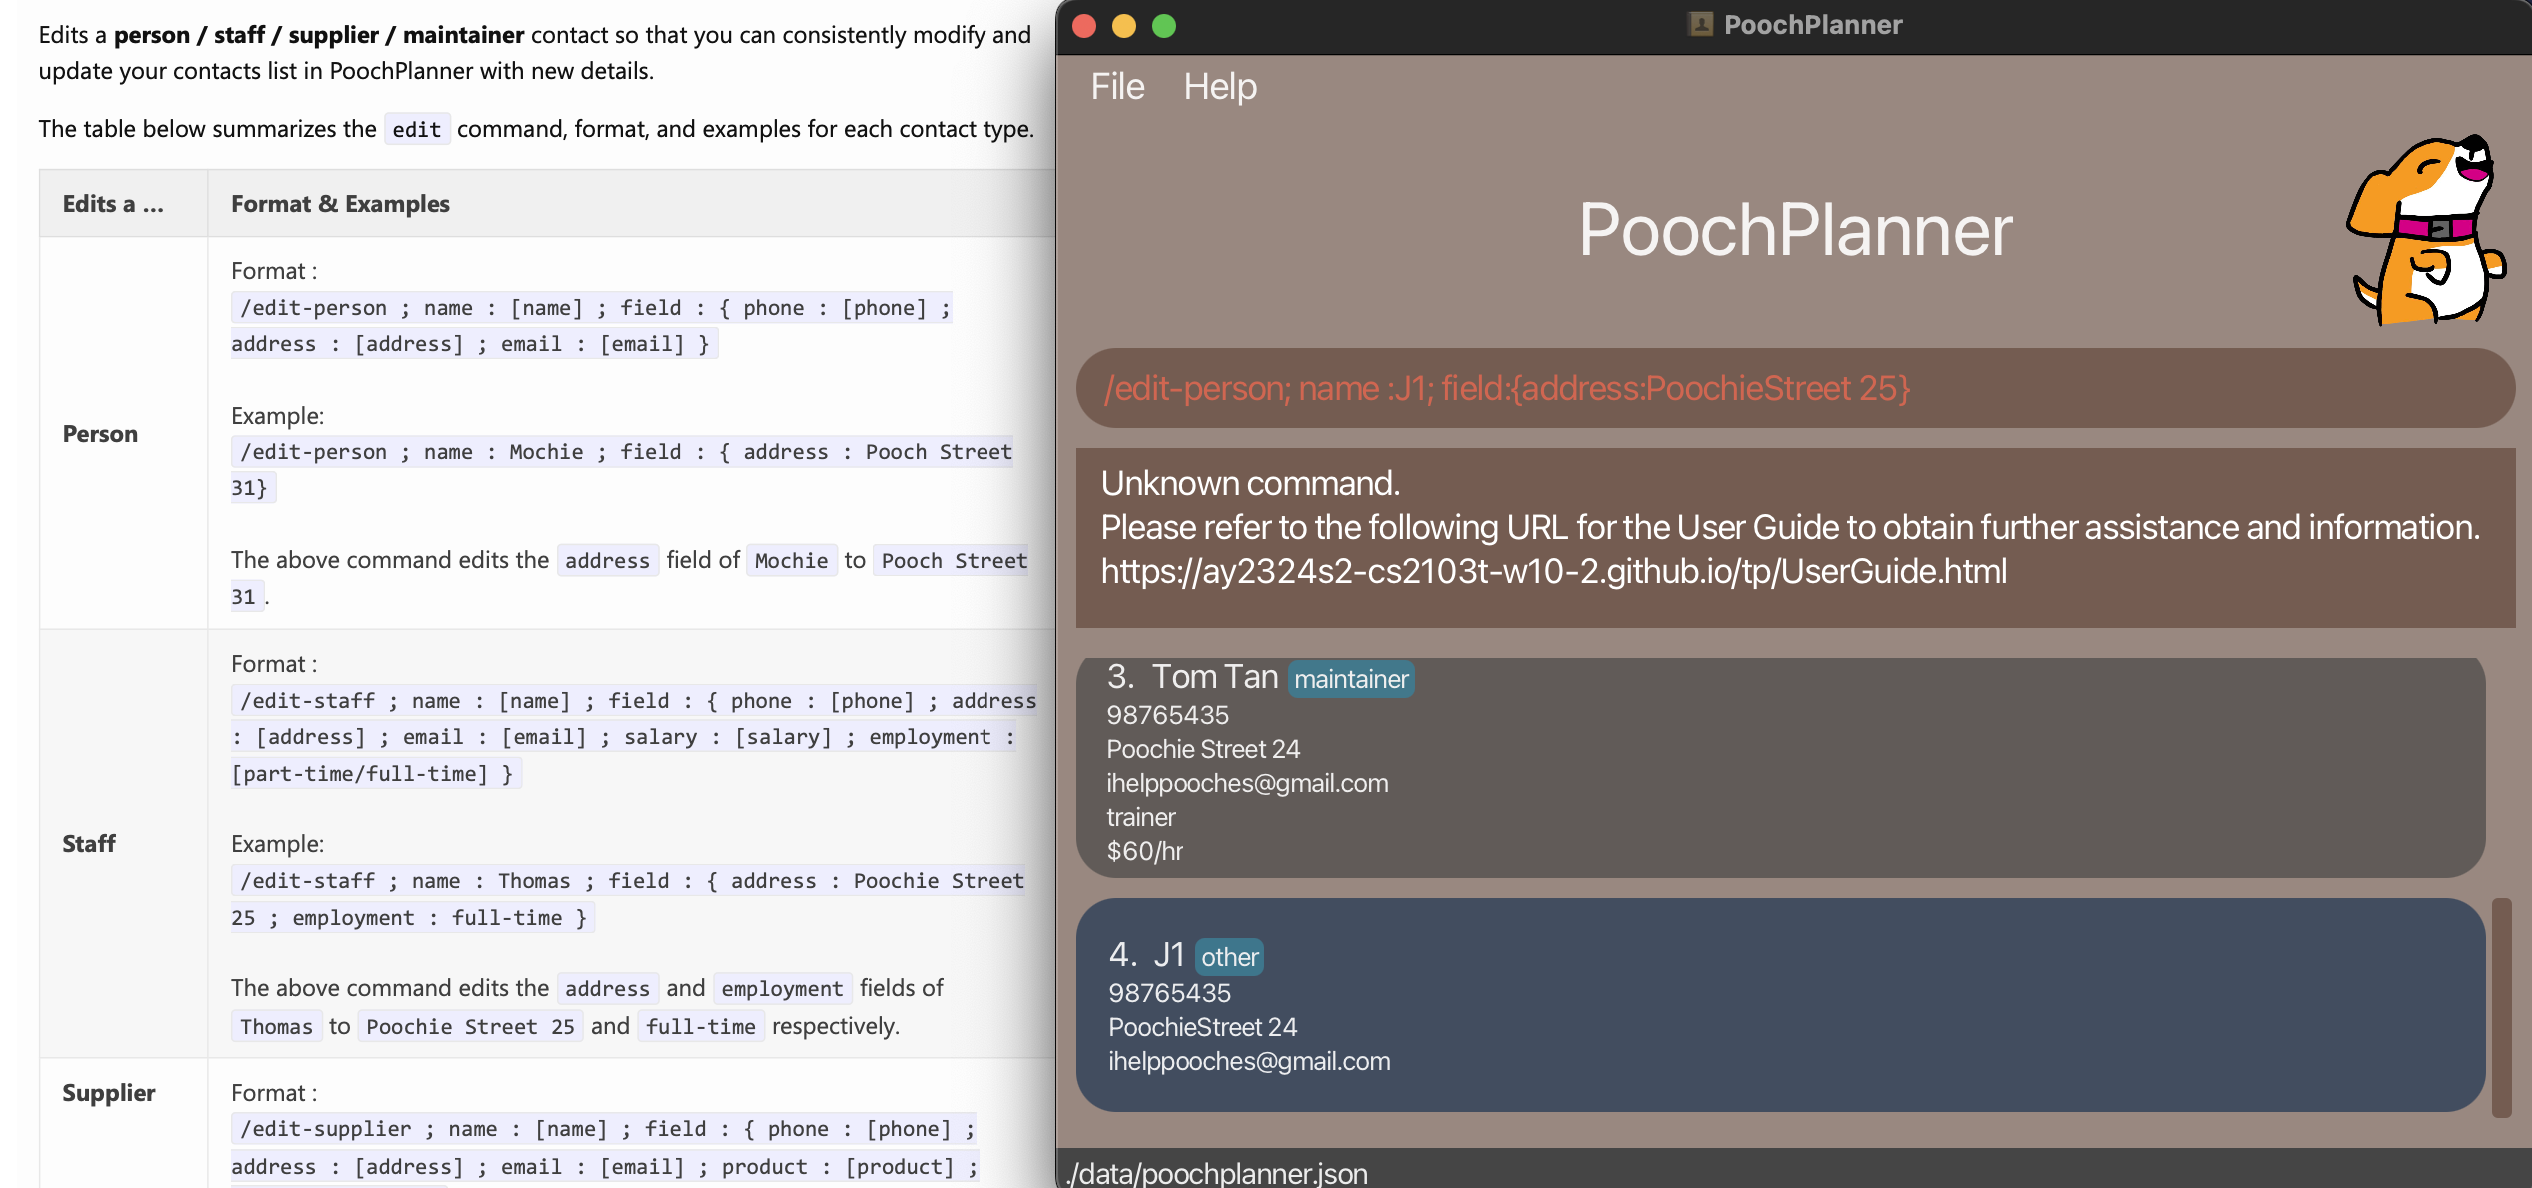 Edits a person / staff / supplier / maintainer contact so that you can consistently modify and
update your contacts list in PoochPlanner with new details.
The table below summarizes the edit command, format, and examples for each contact type.
Edits a ...
Format & Examples
Person
Format :
/edit-person ; name : [name] ; field : { phone : [phone] ;
address : [address] ; email : [email] }
Example:
/edit-person ; name : Mochie ; field : { address : Pooch Street
31}
The above command edits the address field of Mochie to Pooch Street
31 .
Staff
Format :
/edit-staff ; name : [name] ; field : { phone : [phone] ; address
: [address] ; email : [email] ; salary : [salary] ; employment :
[part-time/full-time] }
Example:
/edit-staff ; name : Thomas ; field : { address : Poochie Street
25 ; employment : full-time }
The above command edits the address and employment fields of
Thomas to Poochie Street 25 and full-time respectively.
Supplier
Format :
/edit-supplier ; name : [name] ; field : { phone : [phone] ;
address : [address] ; email : [email] ; product : [product] ;
PoochPlanner
File Help
PoochPlanner
/edit-person; name :J1; field:{address:PoochieStreet 25}
Unknown command.
Please refer to the following URL for the User Guide to obtain further assistance and information.
https://ay2324s2-cs2103t-w10-2.github.io/tp/UserGuide.html
3. Tom Tan maintainer
98765435
Poochie Street 24
ihelppooches@gmail.com
trainer
$60/hr
4. J1 other
98765435
PoochieStreet 24
ihelppooches@gmail.com
./data/poochplanner.json